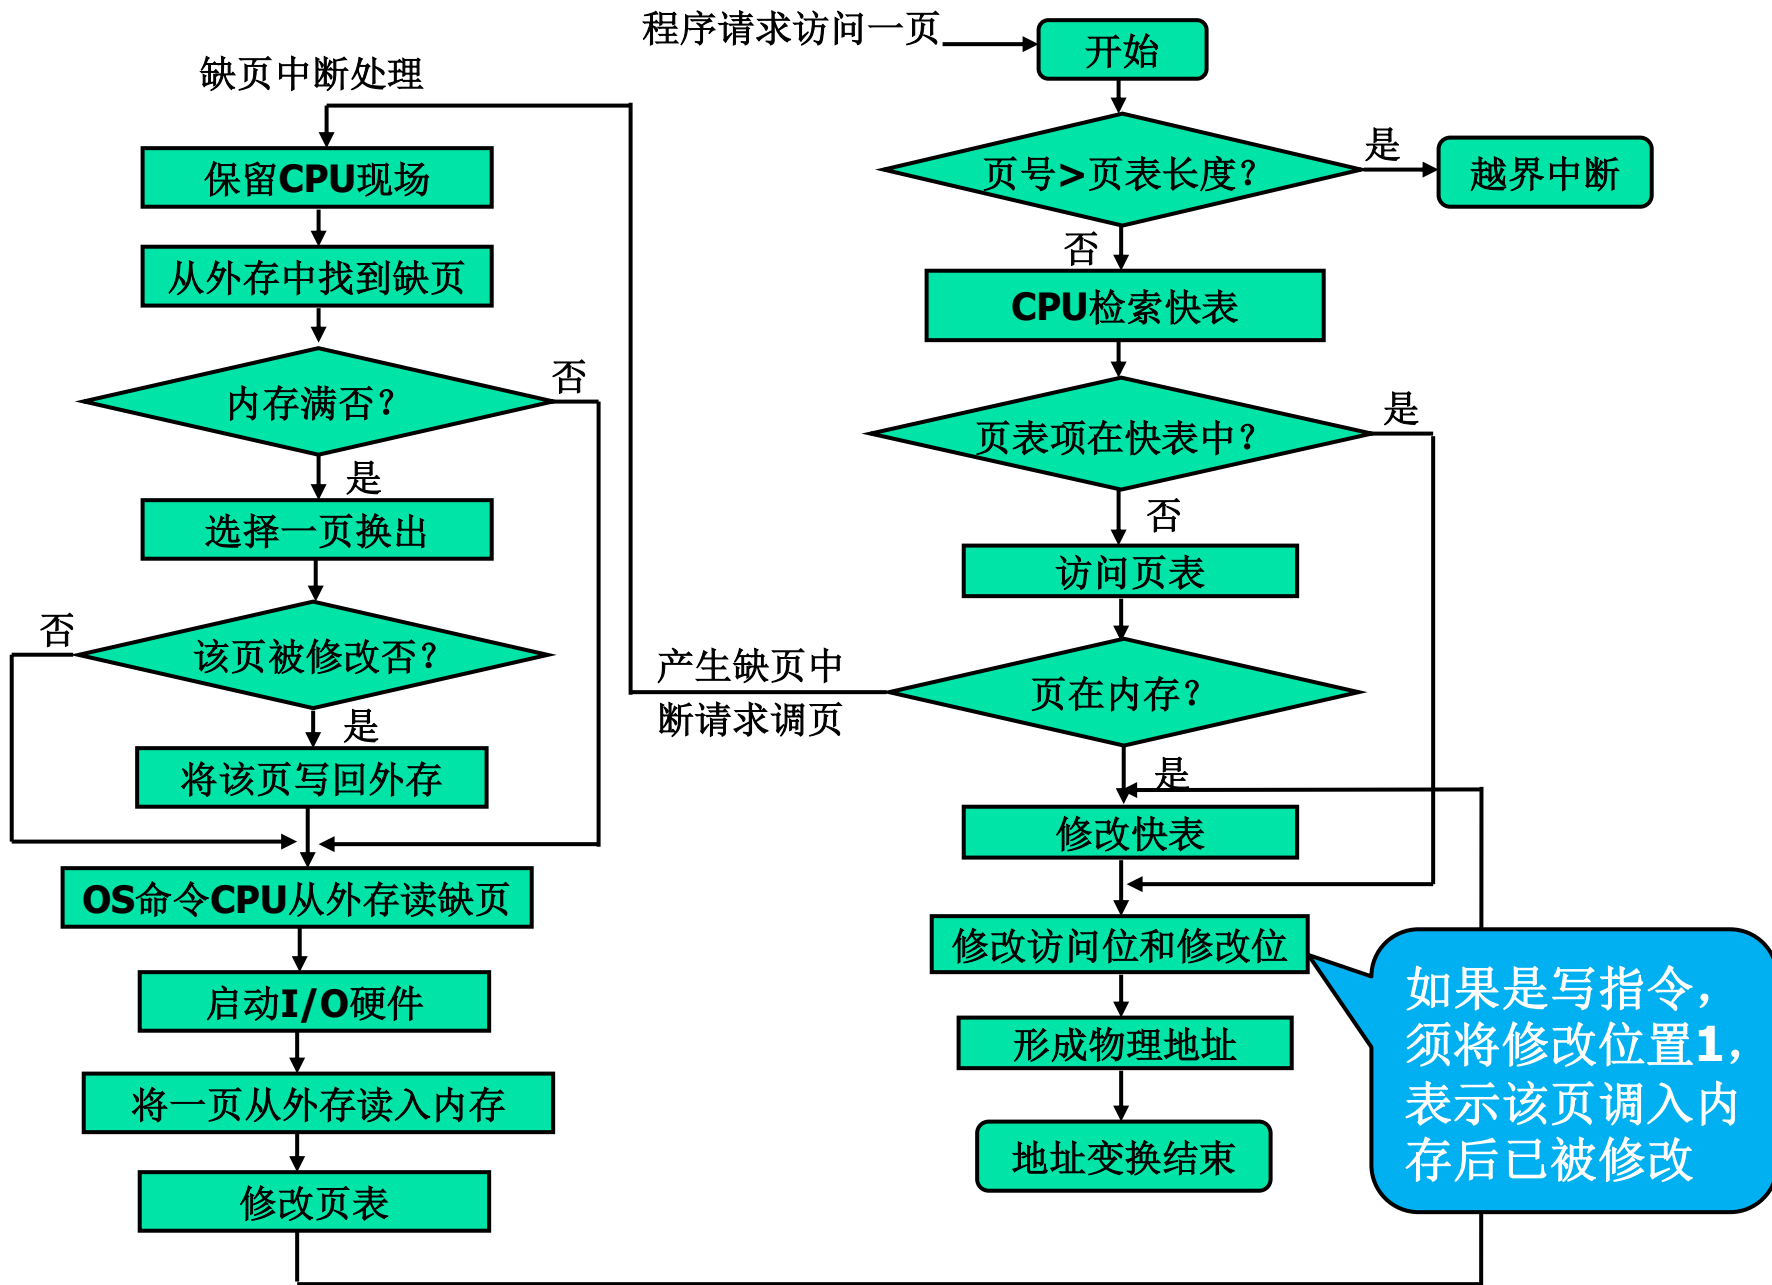 程序请求访问一页
开始
缺页中断处理
页号>页表长度？
是
越界中断
保留CPU现场
否
从外存中找到缺页
CPU检索快表
内存满否？
否
页表项在快表中？
是
是
选择一页换出
否
访问页表
否
该页被修改否？
产生缺页中
断请求调页
页在内存？
是
将该页写回外存
是
修改快表
OS命令CPU从外存读缺页
修改访问位和修改位
启动I/O硬件
形成物理地址
将一页从外存读入内存
地址变换结束
修改页表
如果是写指令，
须将修改位置1，
表示该页调入内
存后已被修改